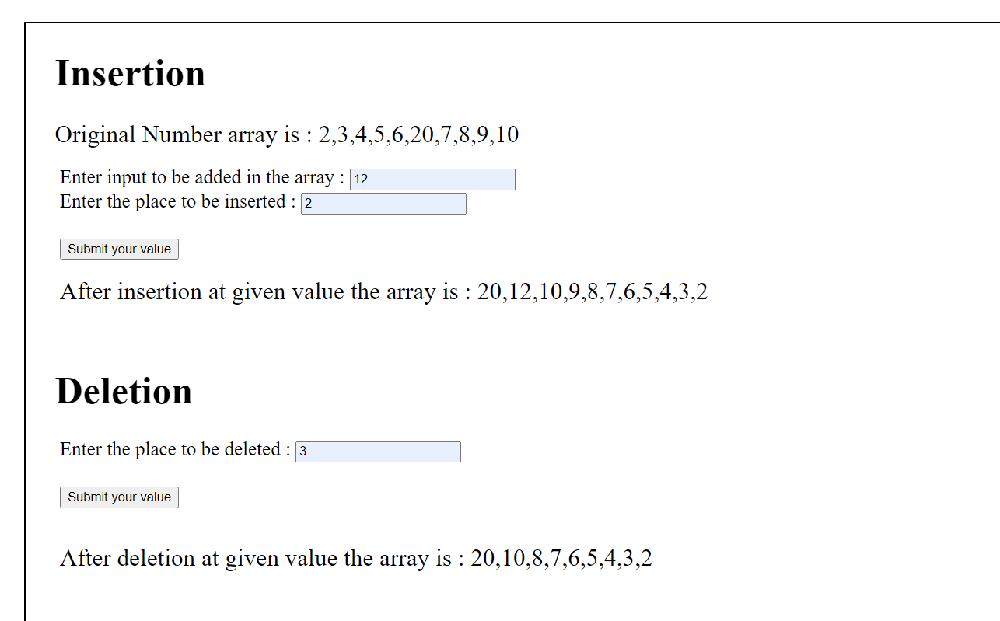 Insertion
Original Number array is : 2,3,4,5,6,20,7,8,9,10
Enter input to be added in the array : 12
Enter the place to be inserted : 2
Submit your value
After insertion at given value the array is : 20,12,10,9,8,7,6,5,4,3,2
Deletion
Enter the place to be deleted : 3
Submit your value
After deletion at given value the array is : 20,10,8,7,6,5,4,3,2